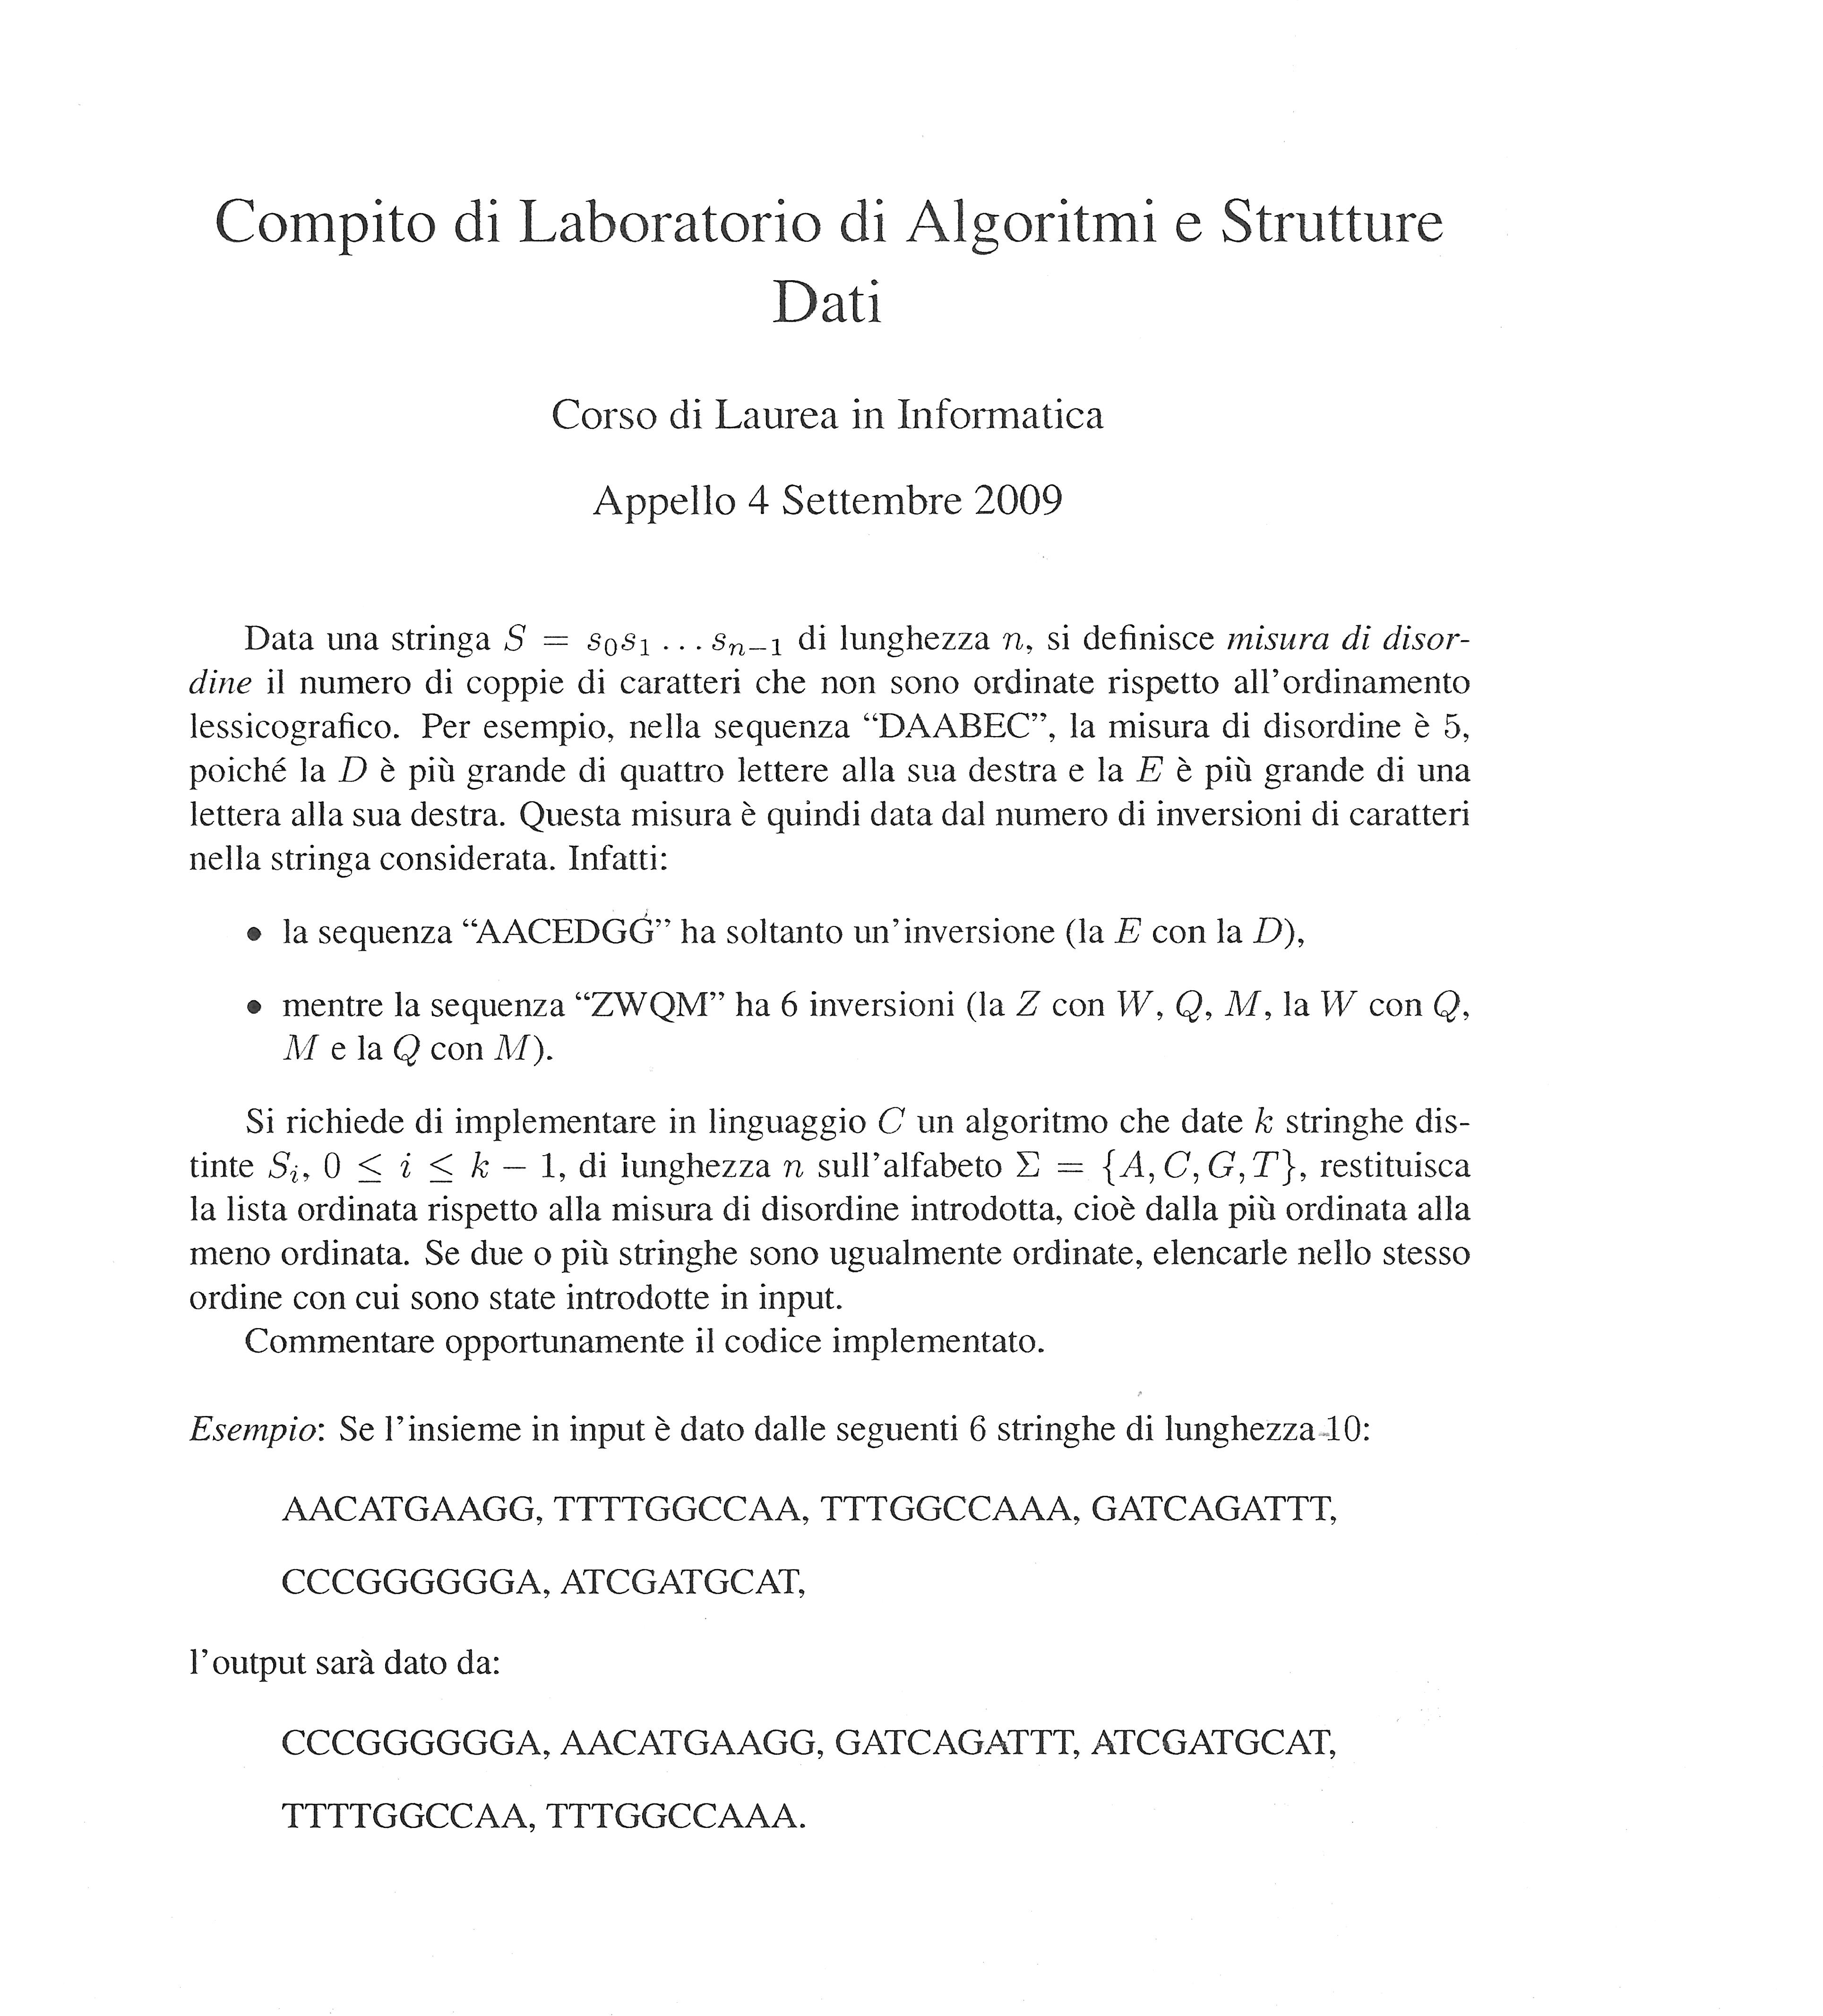 Compito di Laboratorio di Algoritmi e Strutture
Dati
Corso di Laurea in Informatica
Appello 4 Settembre 2009
Data una stringa S = s₀s₁ … sₙ₋₁ di lunghezza n, si definisce misura di disor-
dine il numero di coppie di caratteri che non sono ordinate rispetto all'ordinamento
lessicografico. Per esempio, nella sequenza “DAABEC”, la misura di disordine è 5,
poiché la D è più grande di quattro lettere alla sua destra e la E è più grande di una
lettera alla sua destra. Questa misura è quindi data dal numero di inversioni di caratteri
nella stringa considerata. Infatti:
• la sequenza “AACEDGG” ha soltanto un'inversione (la E con la D),
• mentre la sequenza “ZWQM” ha 6 inversioni (la Z con W, Q, M, la W con Q,
M e la Q con M).
Si richiede di implementare in linguaggio C un algoritmo che date k stringhe dis-
tinte Sᵢ, 0 ≤ i ≤ k − 1, di lunghezza n sull'alfabeto Σ = {A, C, G, T}, restituisca
la lista ordinata rispetto alla misura di disordine introdotta, cioè dalla più ordinata alla
meno ordinata. Se due o più stringhe sono ugualmente ordinate, elencarle nello stesso
ordine con cui sono state introdotte in input.
Commentare opportunamente il codice implementato.
Esempio: Se l'insieme in input è dato dalle seguenti 6 stringhe di lunghezza 10:
AACATGAAGG, TTTTGGCCAA, TTTGGCCAAA, GATCAGATTT,
CCCGGGGGGA, ATCGATGCAT,
l'output sarà dato da:
CCCGGGGGGA, AACATGAAGG, GATCAGATTT, ATCGATGCAT,
TTTTGGCCAA, TTTGGCCAAA.